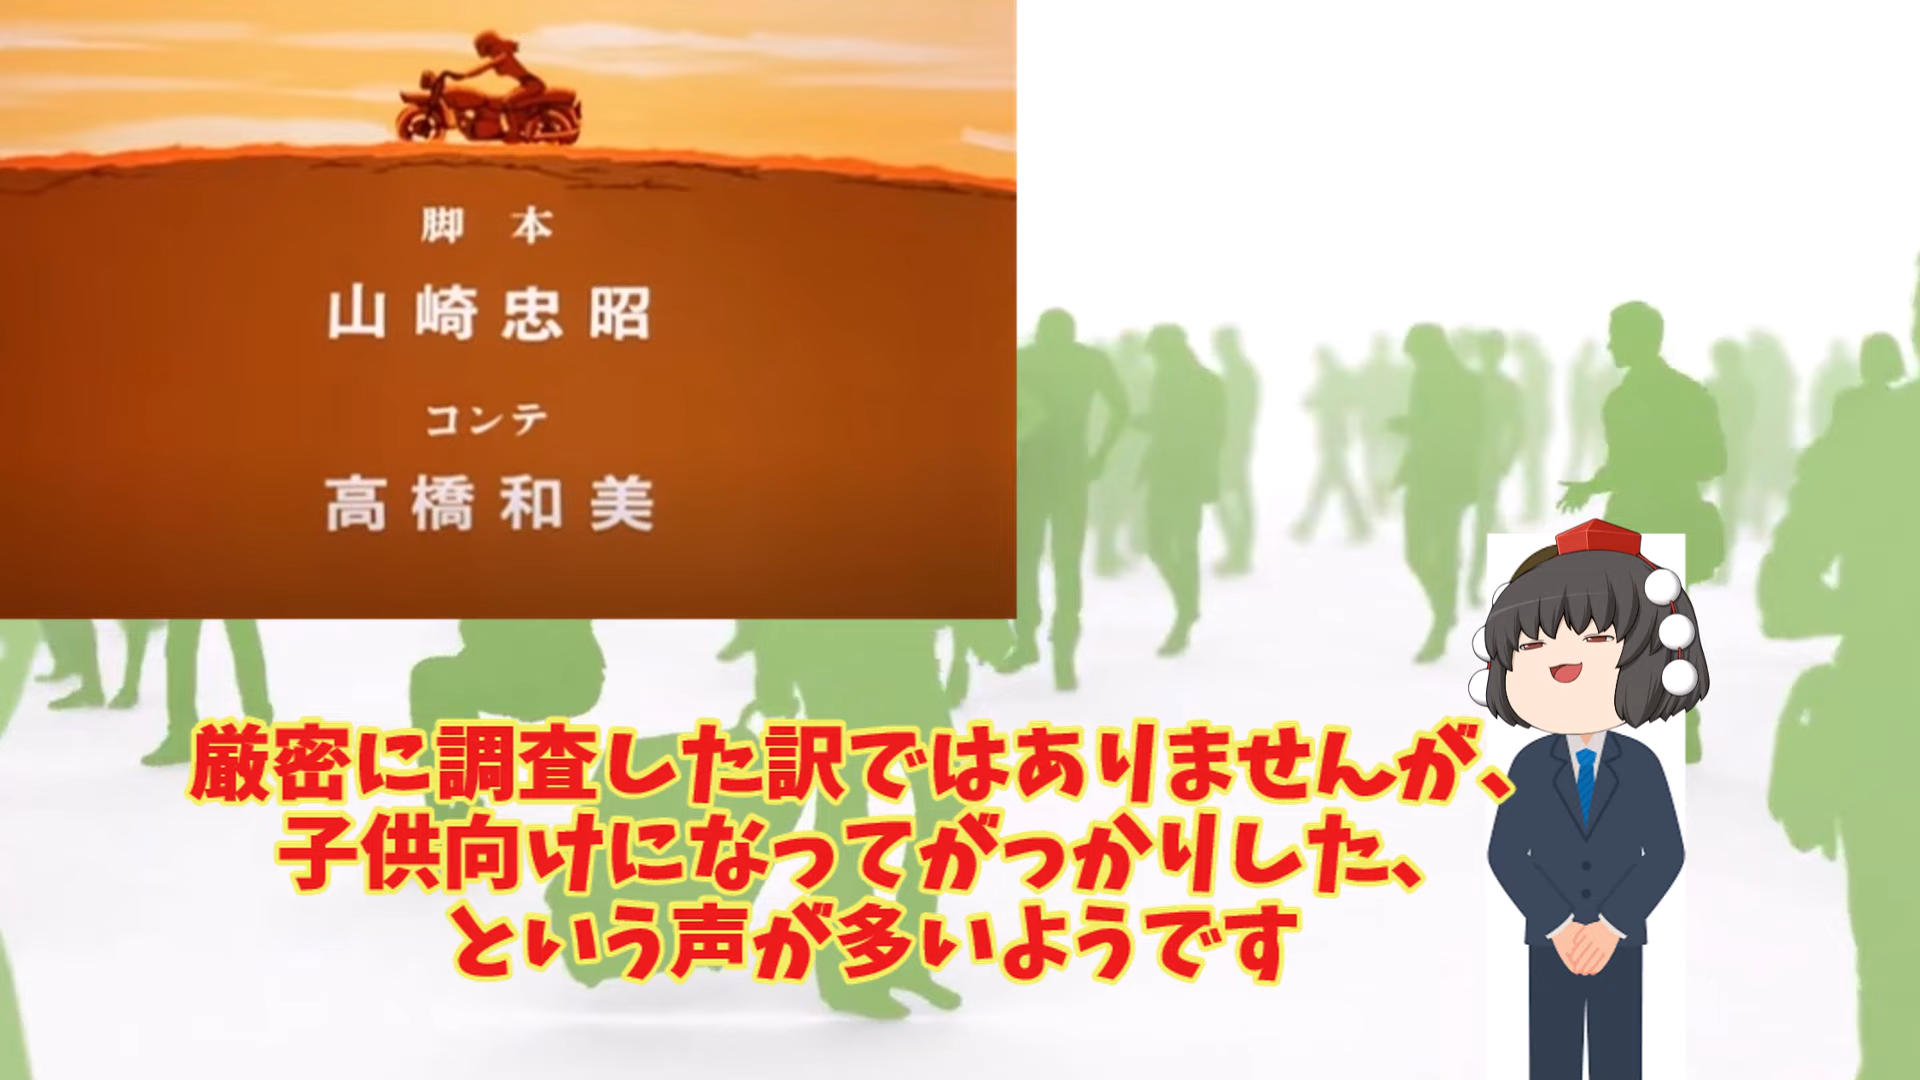 脚本
山崎忠昭
コンテ
高橋和美
厳密に調査した訳ではありませんが、
子供向けになってがっかりした、
という声が多いようです